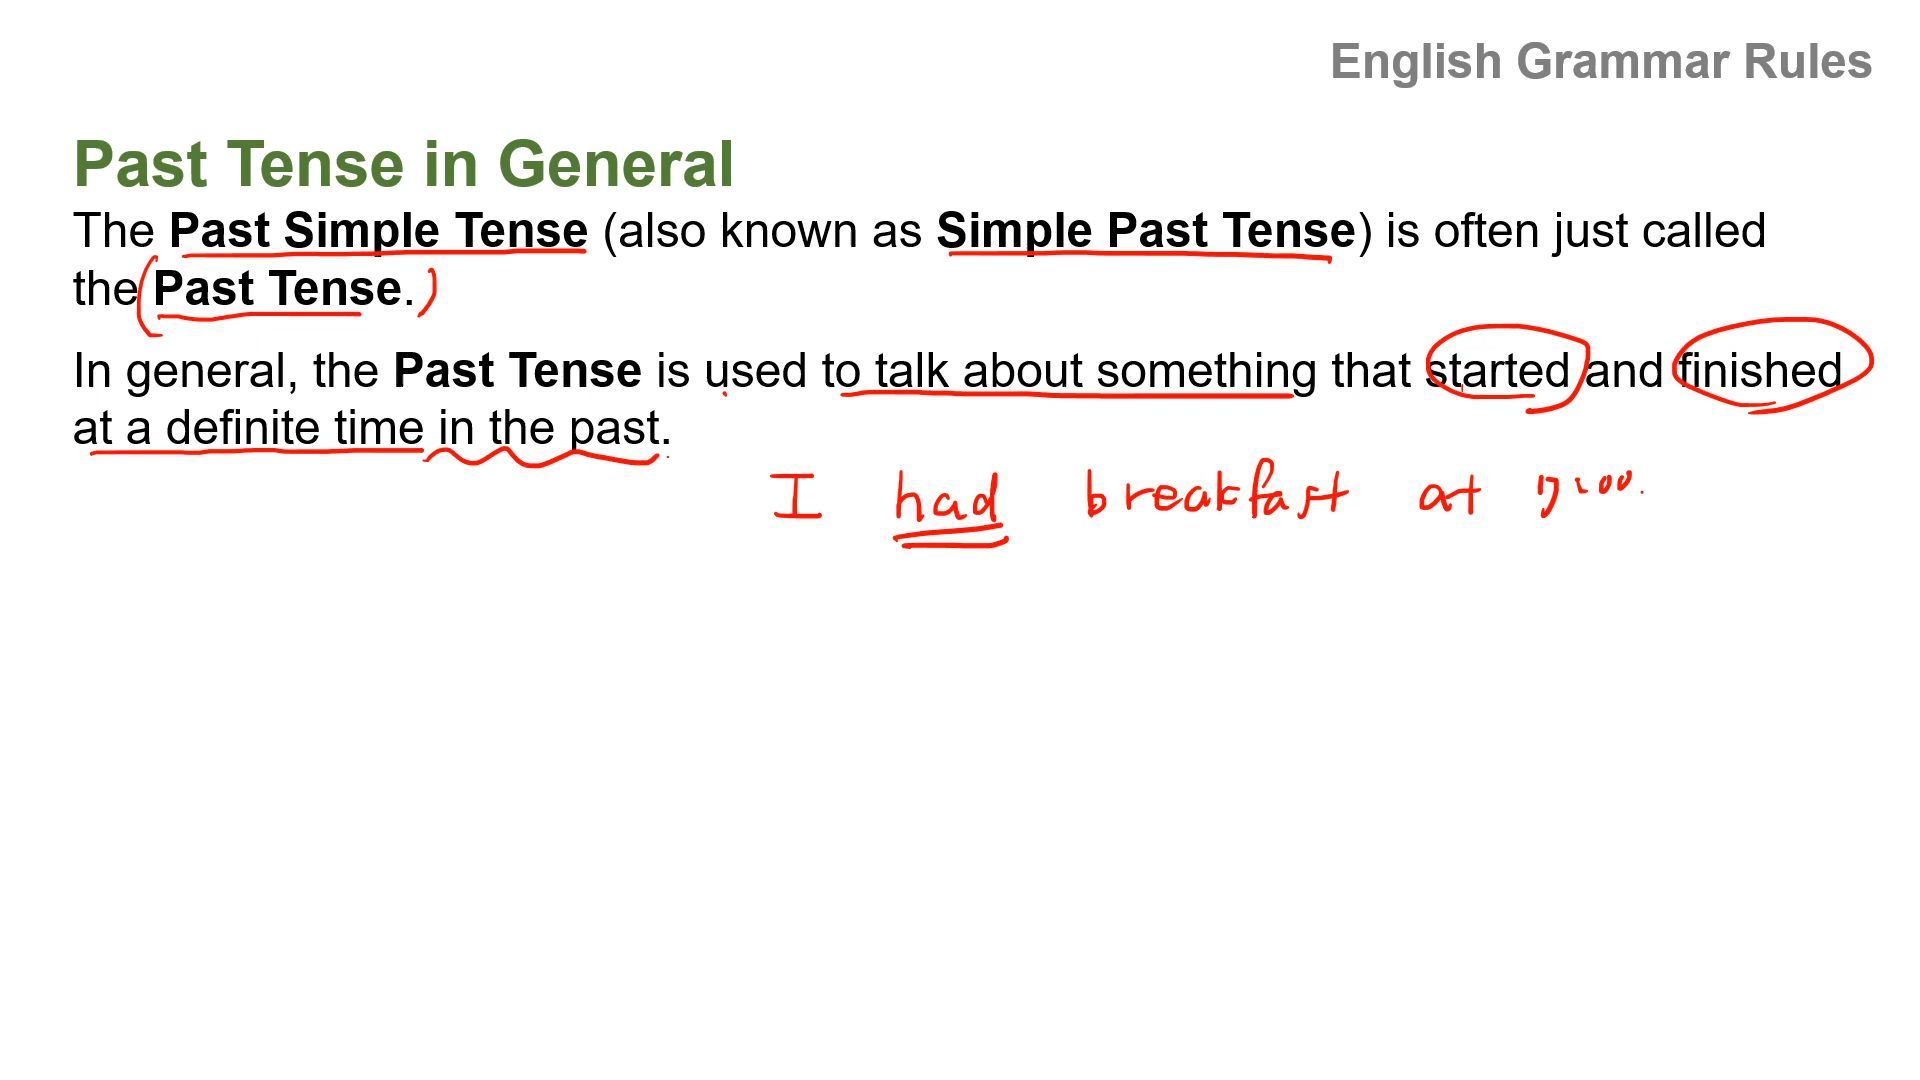 English Grammar Rules
Past Tense in General
The Past Simple Tense (also known as Simple Past Tense) is often just called
the (Past Tense.)
In general, the Past Tense is used to talk about something that started and finished
at a definite time in the past.
I had breakfast at 7:00.